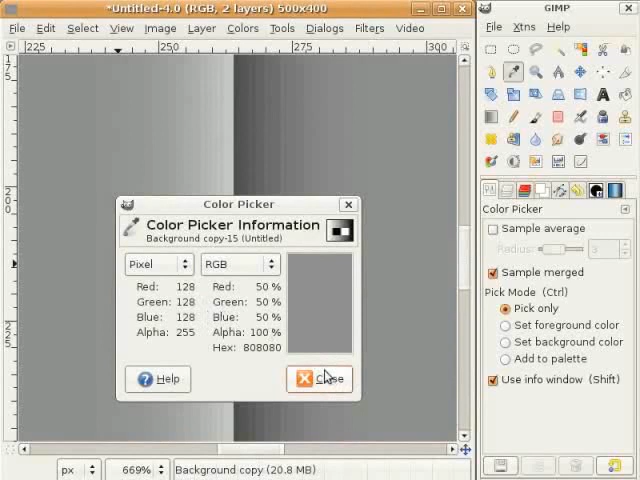 *Untitled-4.0 (RGB, 2 layers) 500x400
File Edit Select View Image Layer Colors Tools Dialogs Filters Video
225 250 275 300
175
200
225
Color Picker
Color Picker Information
Background copy-15 (Untitled)
Pixel RGB
Red: 128 Red: 50 %
Green: 128 Green: 50 %
Blue: 128 Blue: 50 %
Alpha: 255 Alpha: 100 %
Hex: 808080
Help Close
px 669% Background copy (20.8 MB)
GIMP
File Xtns Help
Color Picker
Sample average
Radius: 3
Sample merged
Pick Mode (Ctrl)
Pick only
Set foreground color
Set background color
Add to palette
Use info window (Shift)